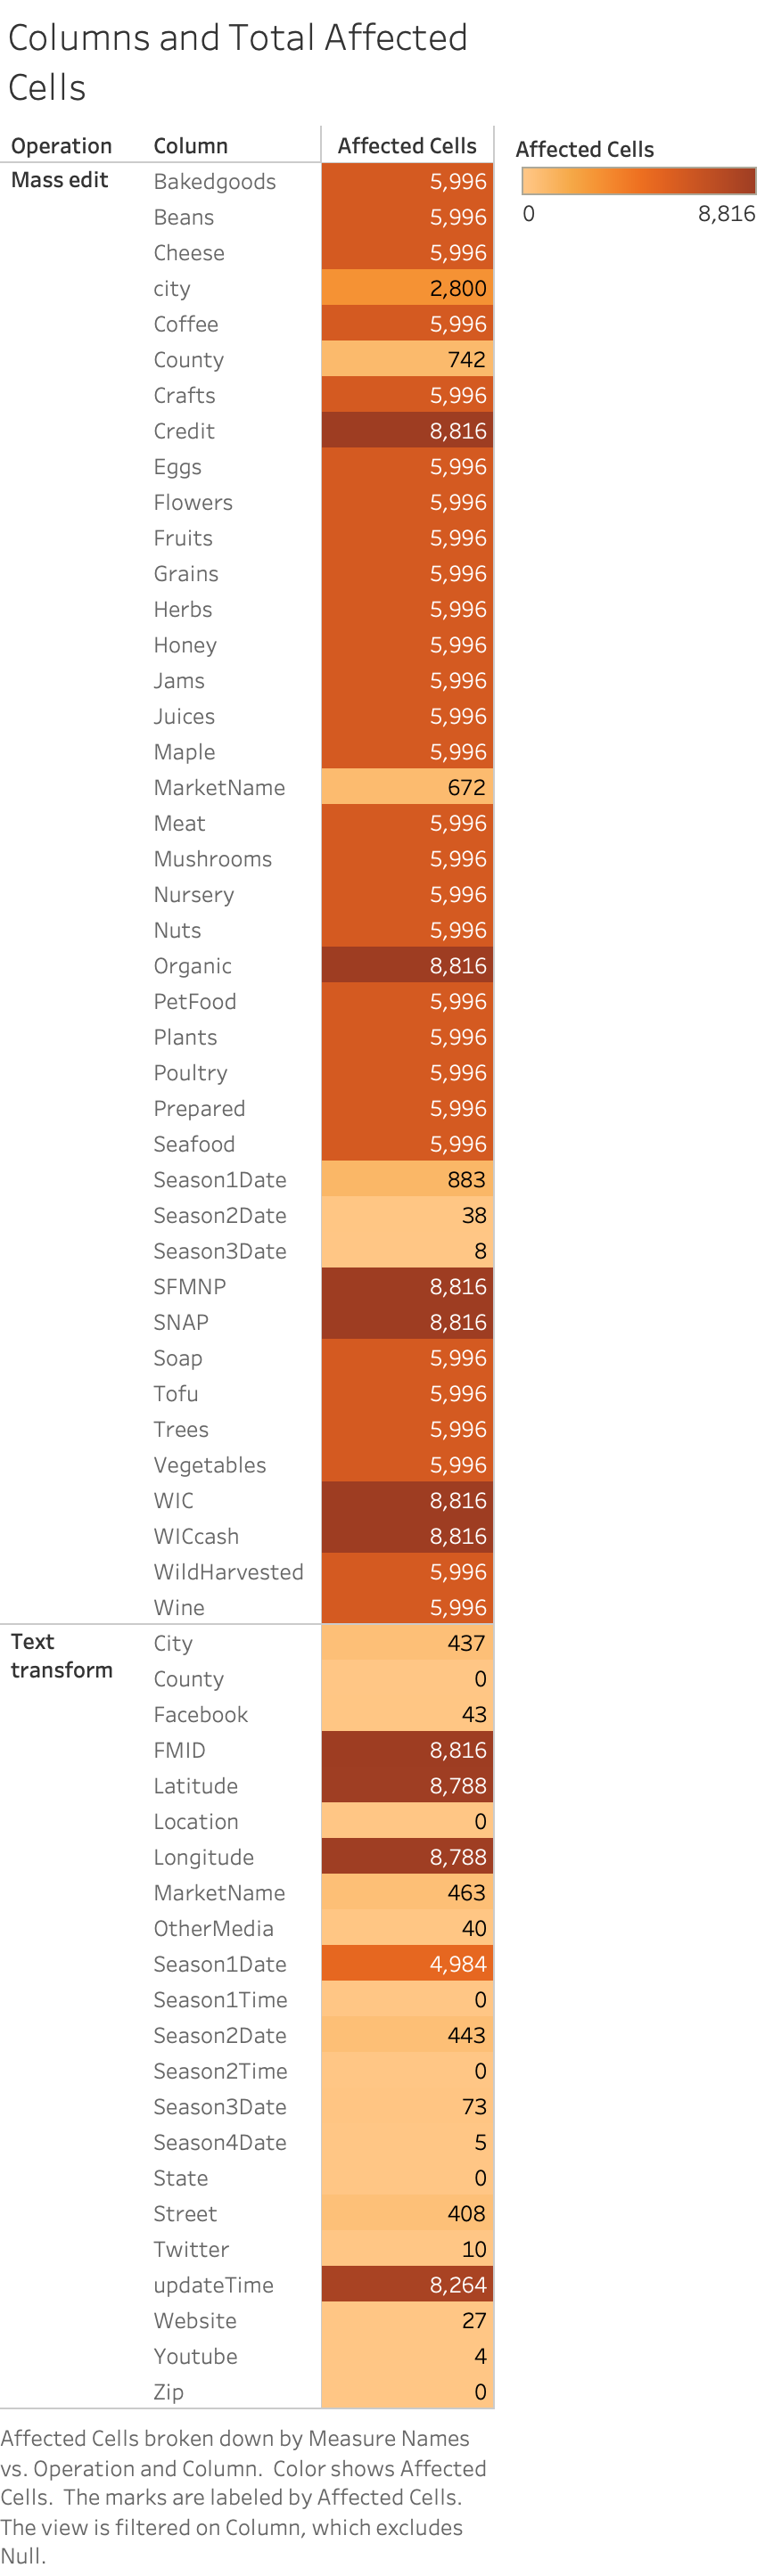 Columns and Total Affected
Cells
Operation Column Affected Cells Affected Cells
0 8,816
Mass edit Bakedgoods 5,996
Beans 5,996
Cheese 5,996
city 2,800
Coffee 5,996
County 742
Crafts 5,996
Credit 8,816
Eggs 5,996
Flowers 5,996
Fruits 5,996
Grains 5,996
Herbs 5,996
Honey 5,996
Jams 5,996
Juices 5,996
Maple 5,996
MarketName 672
Meat 5,996
Mushrooms 5,996
Nursery 5,996
Nuts 5,996
Organic 8,816
PetFood 5,996
Plants 5,996
Poultry 5,996
Prepared 5,996
Seafood 5,996
Season1Date 883
Season2Date 38
Season3Date 8
SFMNP 8,816
SNAP 8,816
Soap 5,996
Tofu 5,996
Trees 5,996
Vegetables 5,996
WIC 8,816
WICcash 8,816
WildHarvested 5,996
Wine 5,996
Text
transform
City 437
County 0
Facebook 43
FMID 8,816
Latitude 8,788
Location 0
Longitude 8,788
MarketName 463
OtherMedia 40
Season1Date 4,984
Season1Time 0
Season2Date 443
Season2Time 0
Season3Date 73
Season4Date 5
State 0
Street 408
Twitter 10
updateTime 8,264
Website 27
Youtube 4
Zip 0
Affected Cells broken down by Measure Names
vs. Operation and Column. Color shows Affected
Cells. The marks are labeled by Affected Cells.
The view is filtered on Column, which excludes
Null.